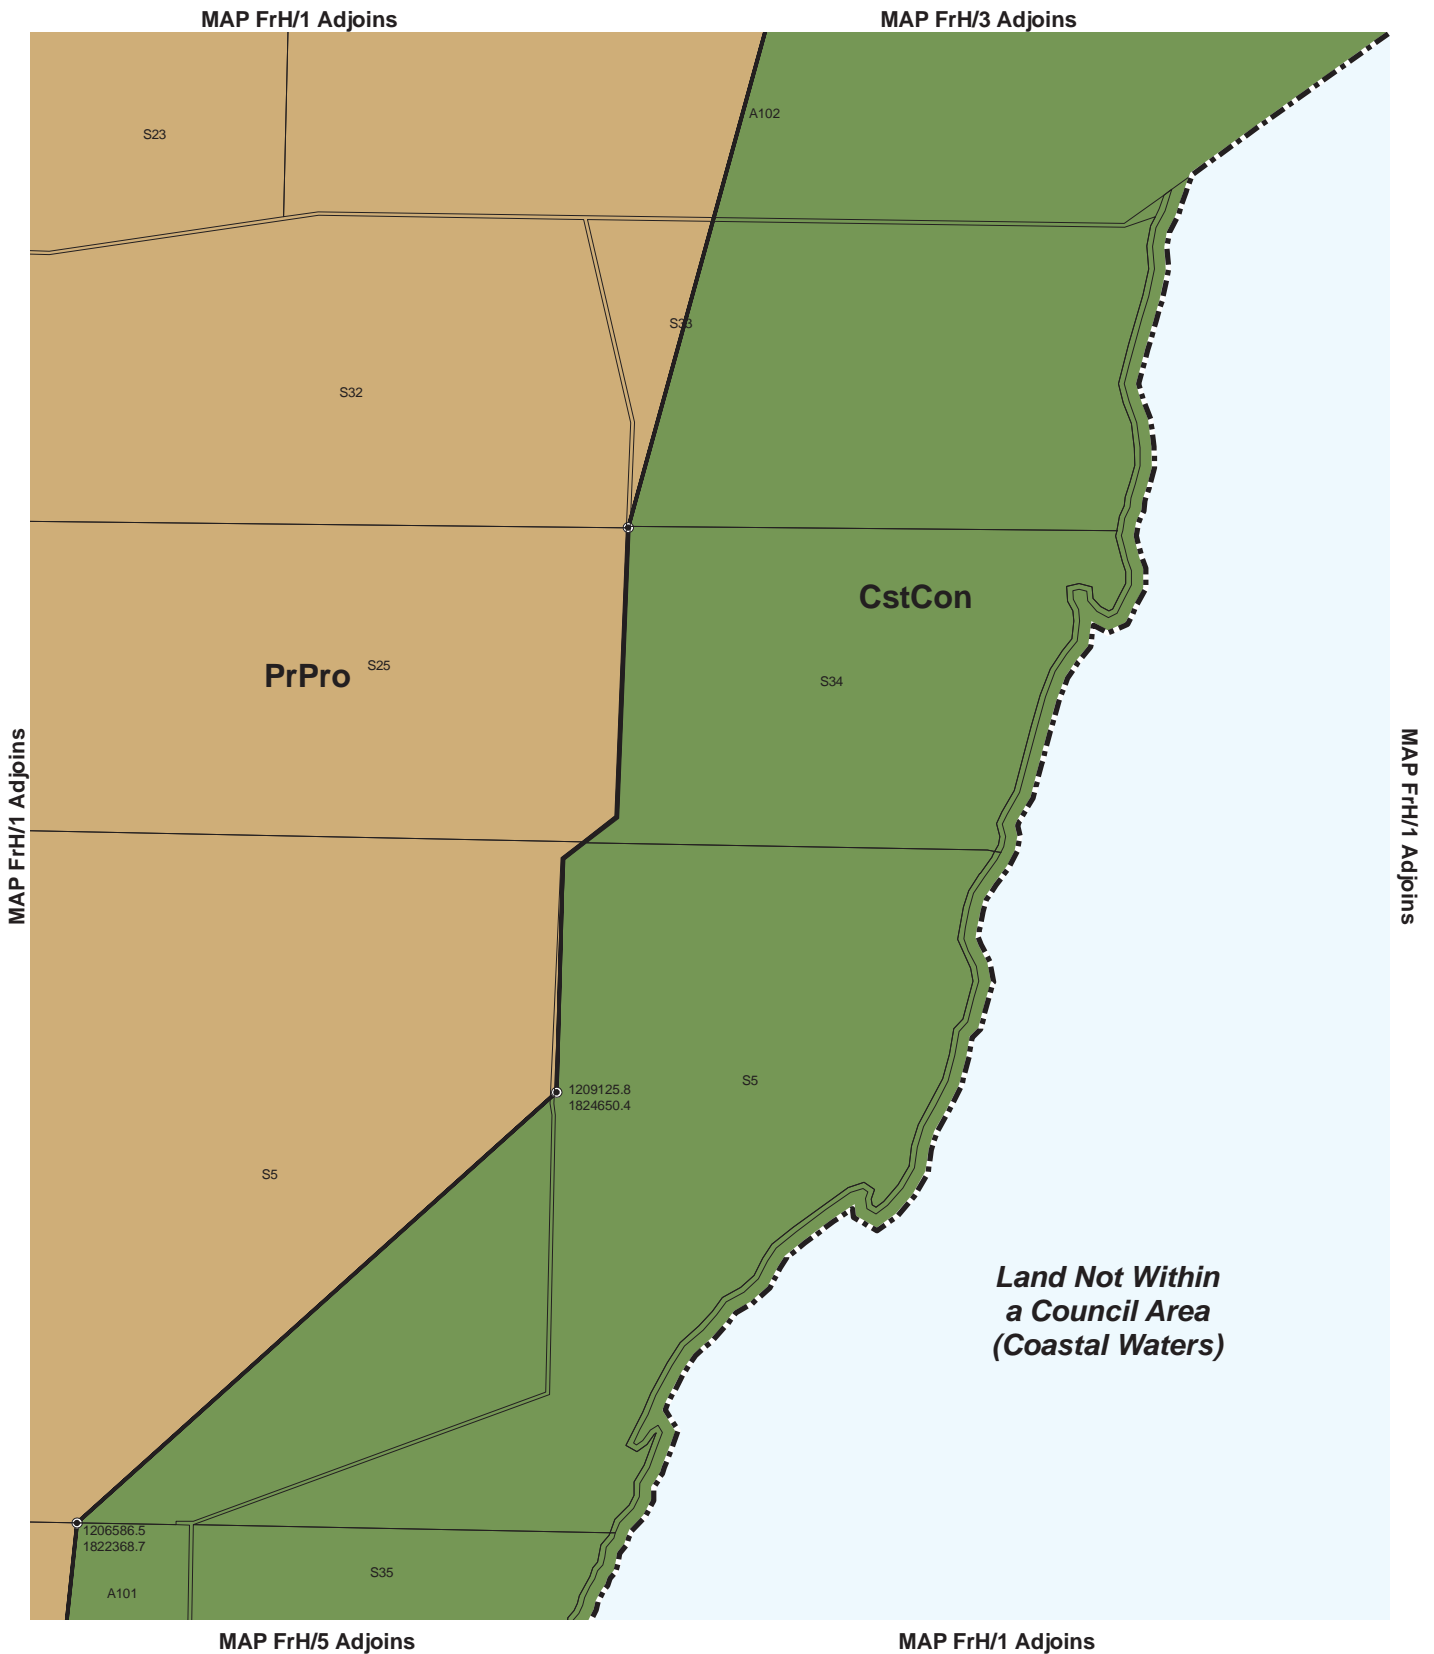 MAP FrH/1 Adjoins
MAP FrH/3 Adjoins
A102
S23
S33
S32
CstCon
S25
PrPro
S34
MAP FrH/1 Adjoins
MAP FrH/1 Adjoins
S5
1209125.8
1824650.4
S5
Land Not Within
a Council Area
(Coastal Waters)
1206586.5
1822368.7
S35
A101
MAP FrH/5 Adjoins
MAP FrH/1 Adjoins